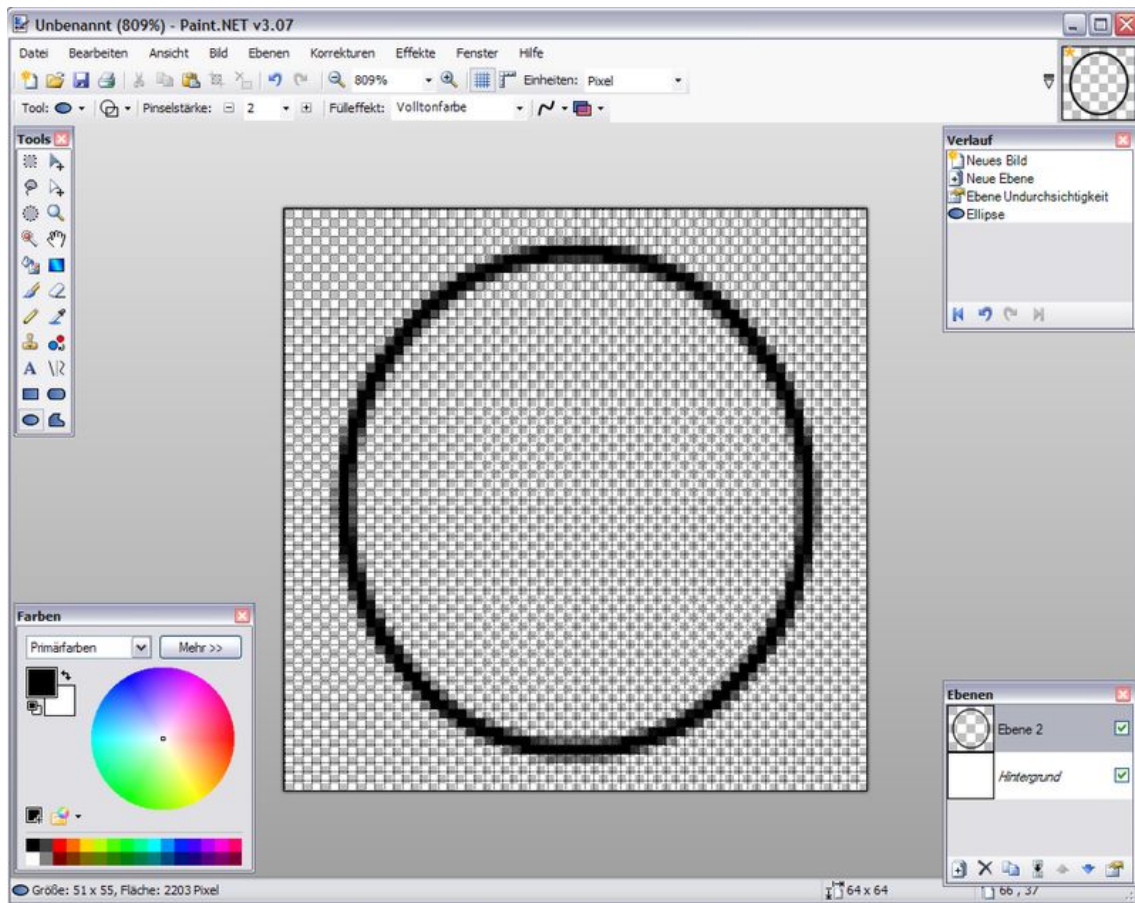 Unbenannt (809%) - Paint.NET v3.07
Datei Bearbeiten Ansicht Bild Ebenen Korrekturen Effekte Fenster Hilfe
809% Einheiten: Pixel
Tool: Pinselstärke: 2 Fülleffekt: Volltonfarbe
Tools
Verlauf
Neues Bild
Neue Ebene
Ebene Undurchsichtigkeit
Ellipse
Farben
Primärfarben Mehr >>
Ebenen
Ebene 2
Hintergrund
Größe: 51 x 55, Fläche: 2203 Pixel 64 x 64 66 , 37